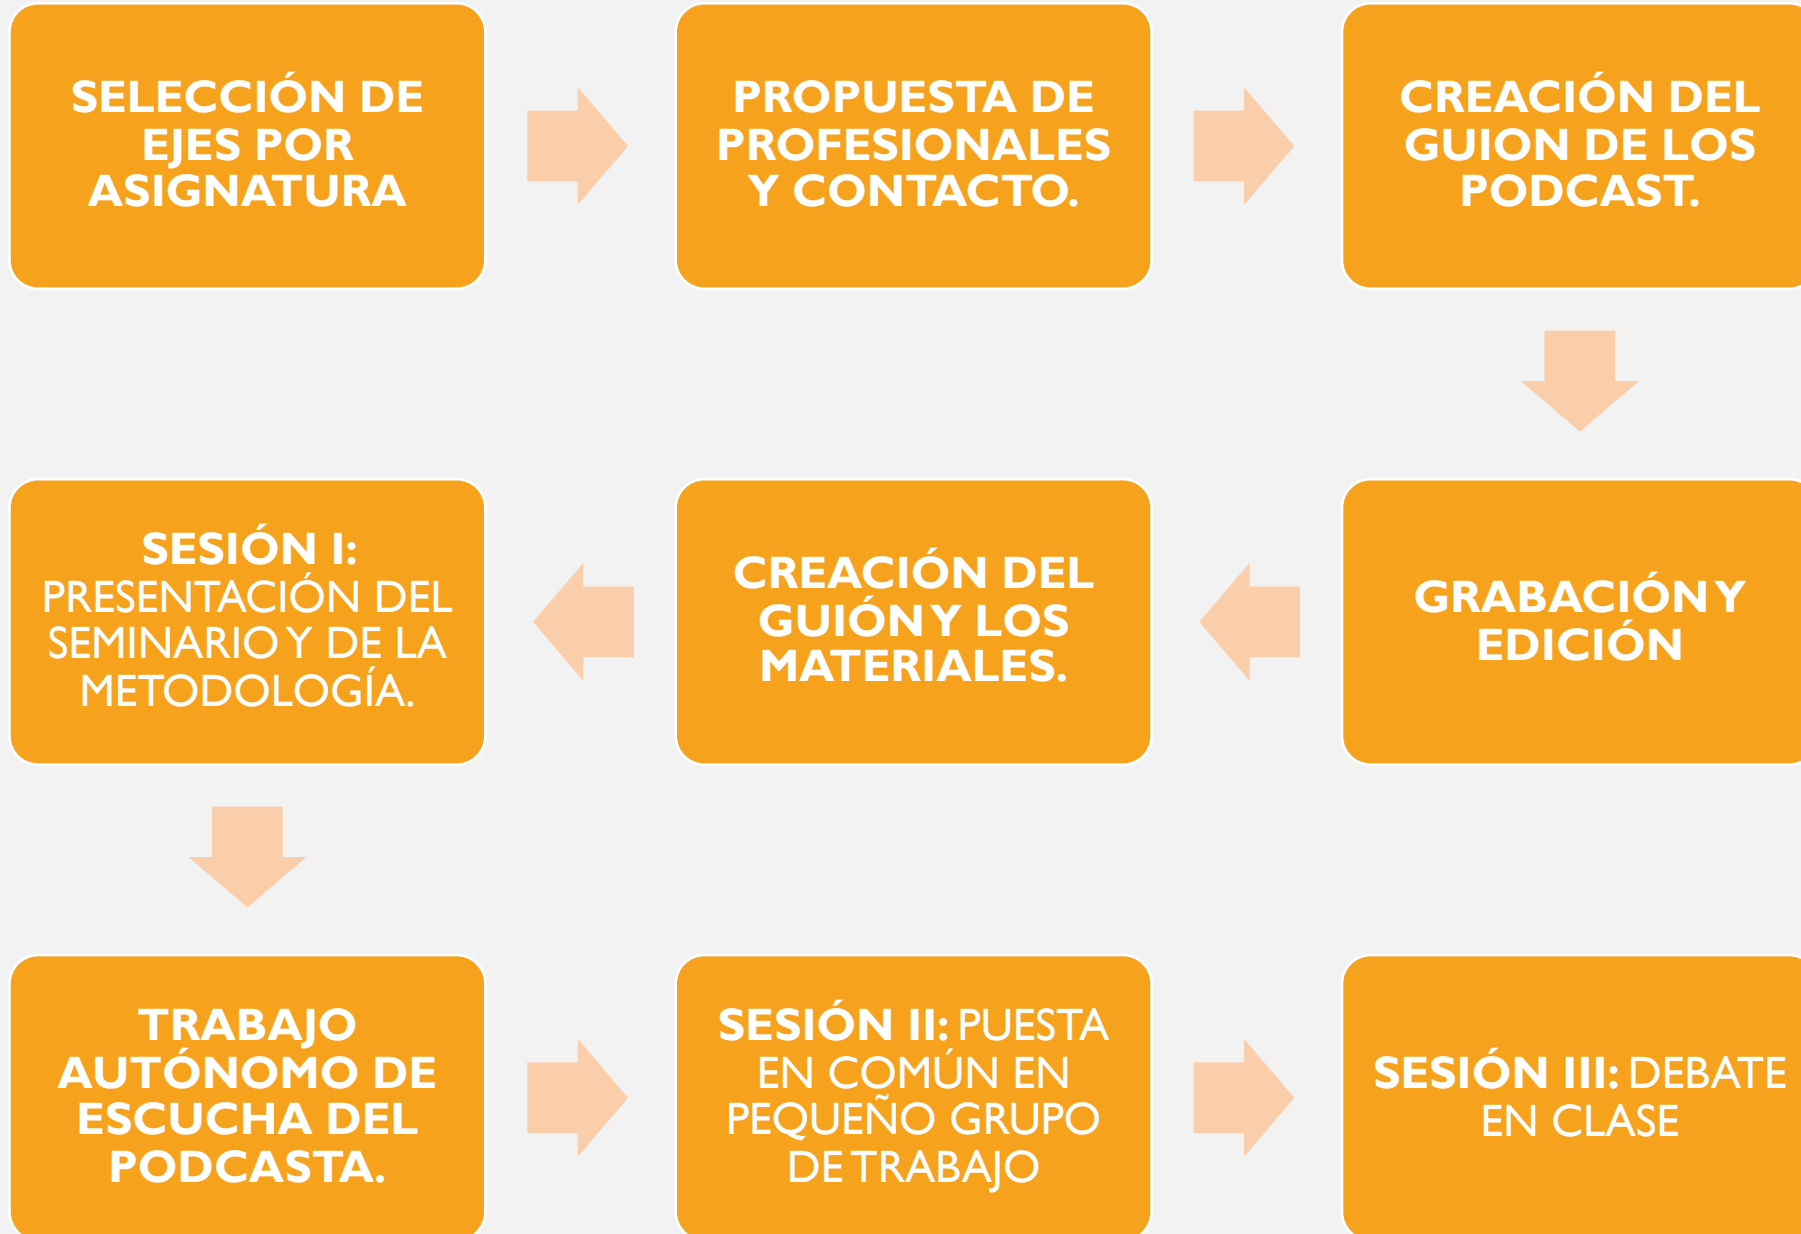 SELECCIÓN DE
EJES POR
ASIGNATURA
PROPUESTA DE
PROFESIONALES
Y CONTACTO.
CREACIÓN DEL
GUION DE LOS
PODCAST.
GRABACIÓN Y
EDICIÓN
CREACIÓN DEL
GUIÓN Y LOS
MATERIALES.
SESIÓN I:
PRESENTACIÓN DEL
SEMINARIO Y DE LA
METODOLOGÍA.
TRABAJO
AUTÓNOMO DE
ESCUCHA DEL
PODCASTA.
SESIÓN II: PUESTA
EN COMÚN EN
PEQUEÑO GRUPO
DE TRABAJO
SESIÓN III: DEBATE
EN CLASE